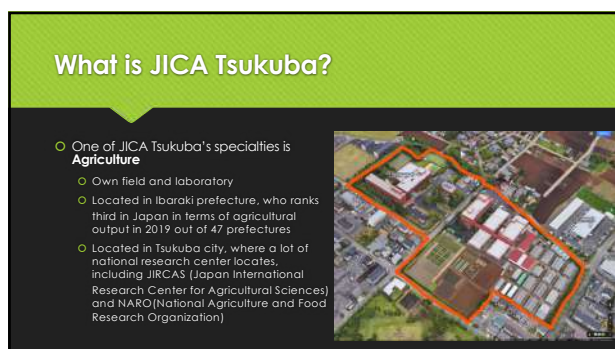 What is JICA Tsukuba?
One of JICA Tsukuba's specialties is
Agriculture
Own field and laboratory
Located in Ibaraki prefecture, who ranks
third in Japan in terms of agricultural
output in 2019 out of 47 prefectures
Located in Tsukuba city, where a lot of
national research center locates,
including JIRCAS (Japan International
Research Center for Agricultural Sciences)
and NARO(National Agriculture and Food
Research Organization)